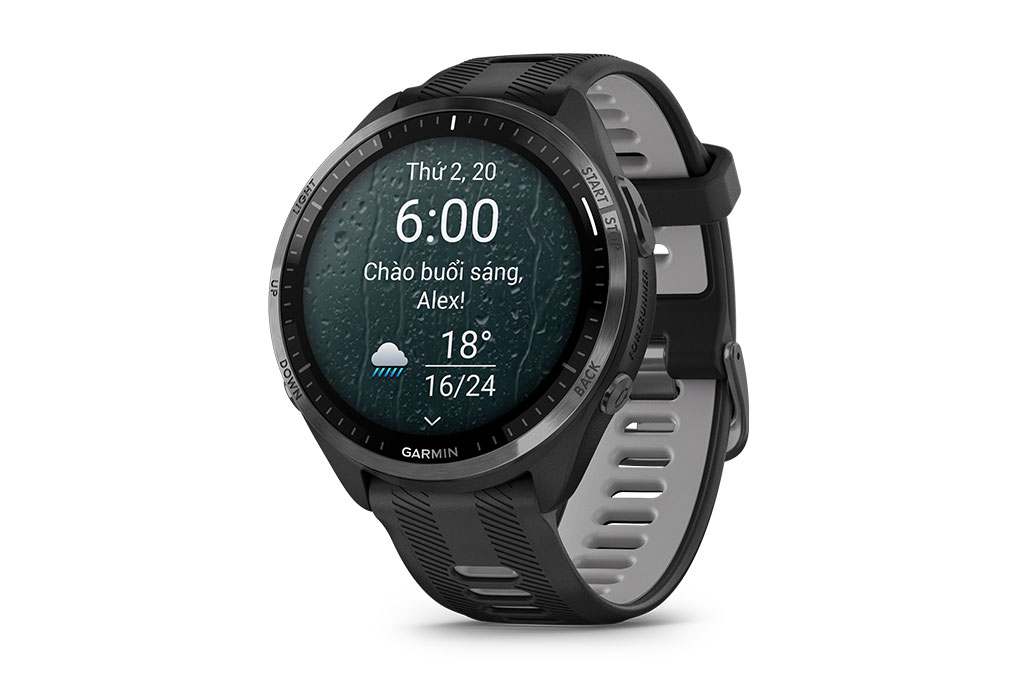 Thứ 2, 20
6:00
Chào buổi sáng,
Alex!
18°
16/24
GARMIN
LIGHT
UP
DOWN
START
STOP
FORERUNNER
BACK